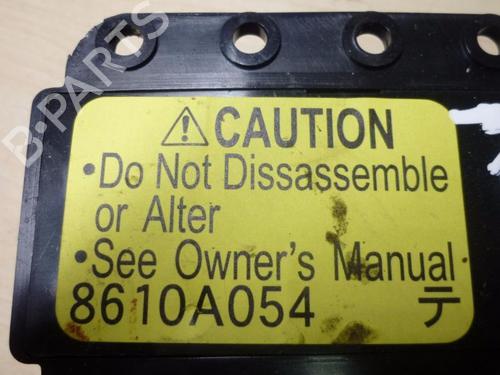 ⚠ CAUTION
•Do Not Dissassemble
or Alter
•See Owner's Manual
8610A054 テ
B-PARTS